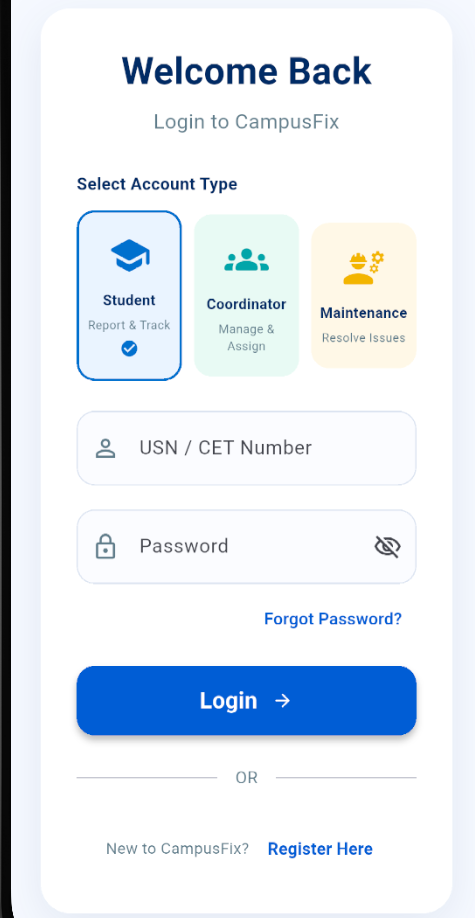 Welcome Back
Login to CampusFix
Select Account Type
Student
Report & Track
Coordinator
Manage &
Assign
Maintenance
Resolve Issues
USN / CET Number
Password
Forgot Password?
Login
OR
New to CampusFix? Register Here